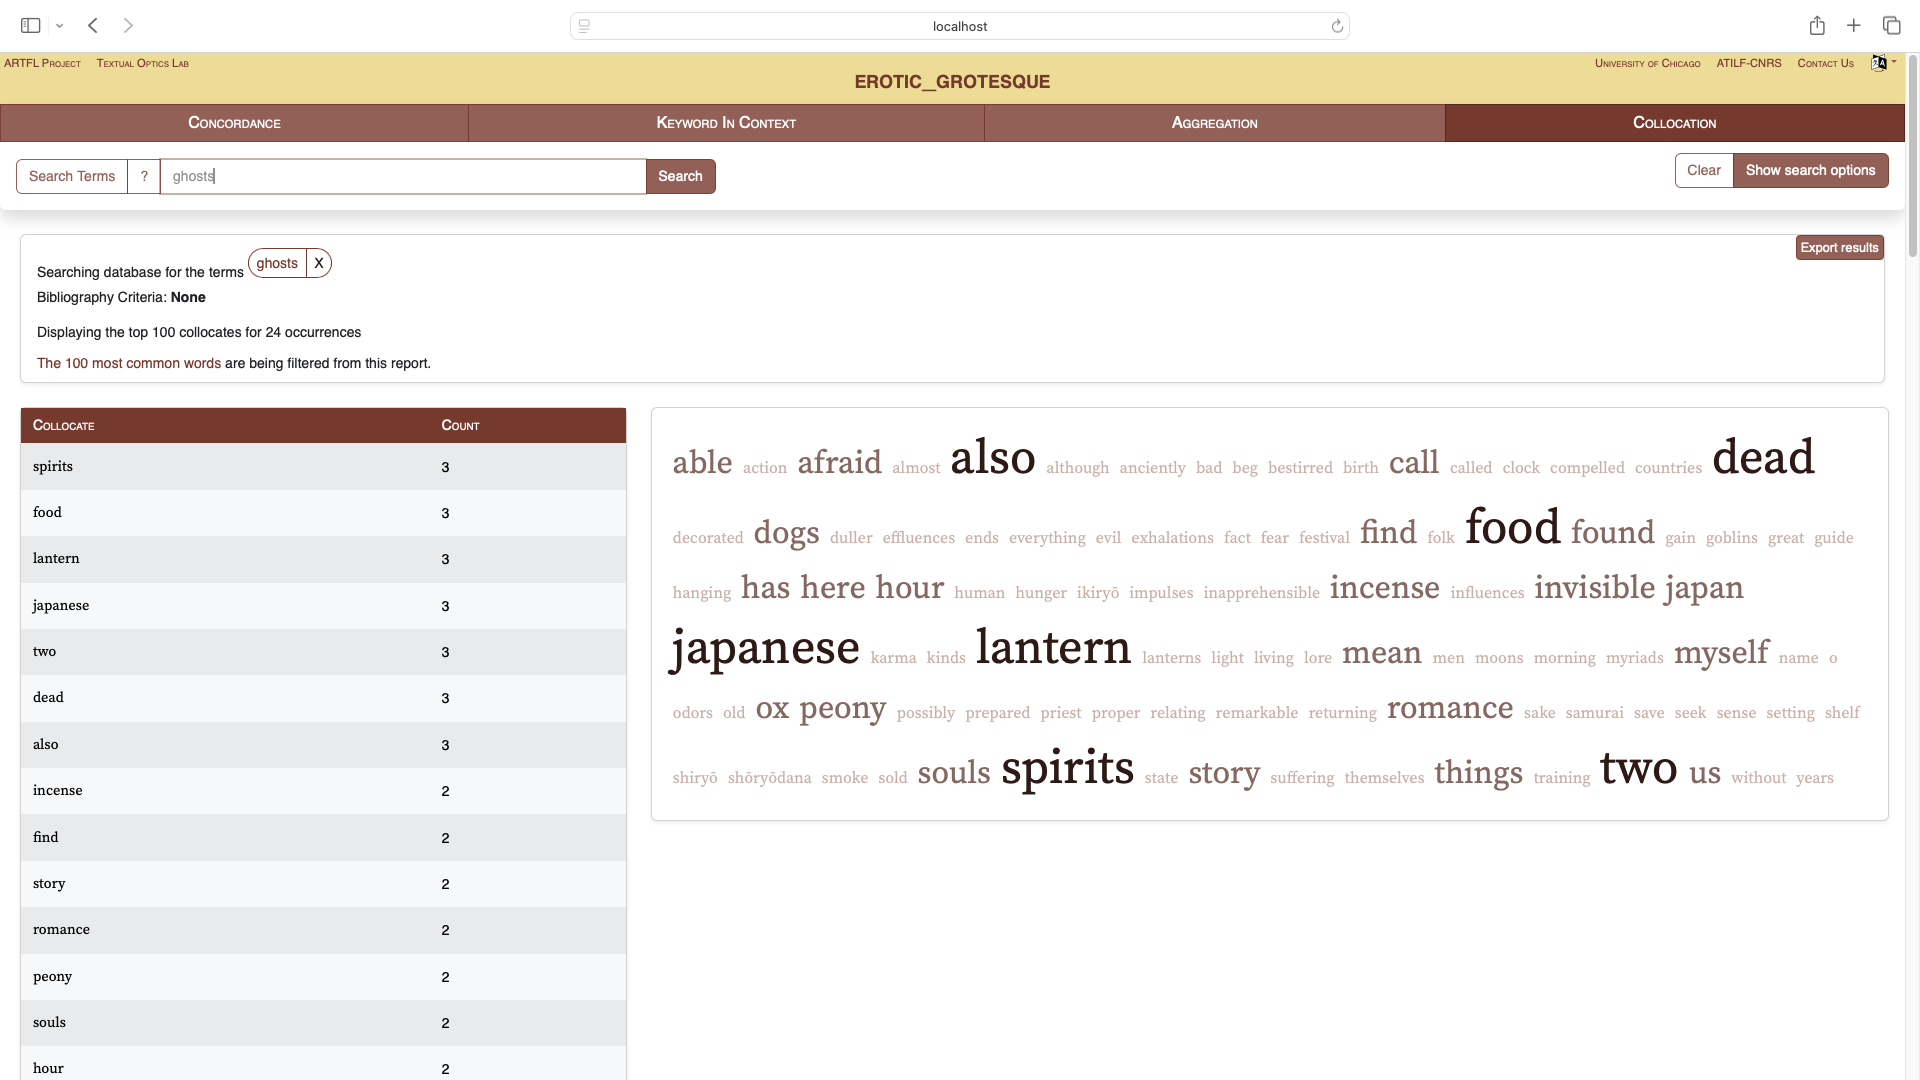 localhost
ARTFL Project Textual Optics Lab
University of Chicago ATILF-CNRS Contact Us
EROTIC_GROTESQUE
Concordance Keyword In Context Aggregation Collocation
Search Terms ? ghosts Search
Clear Show search options
Export results
Searching database for the terms ghosts X
Bibliography Criteria: None
Displaying the top 100 collocates for 24 occurrences
The 100 most common words are being filtered from this report.
Collocate Count
spirits 3
food 3
lantern 3
japanese 3
two 3
dead 3
also 3
incense 2
find 2
story 2
romance 2
peony 2
souls 2
hour 2
able action afraid almost also although anciently bad beg bestirred birth call called clock compelled countries dead
decorated dogs duller effluences ends everything evil exhalations fact fear festival find folk food found gain goblins great guide
hanging has here hour human hunger ikiryō impulses inapprehensible incense influences invisible japan
japanese karma kinds lantern lanterns light living lore mean men moons morning myriads myself name o
odors old ox peony possibly prepared priest proper relating remarkable returning romance sake samurai save seek sense setting shelf
shiryō shōryōdana smoke sold souls spirits state story suffering themselves things training two us without years